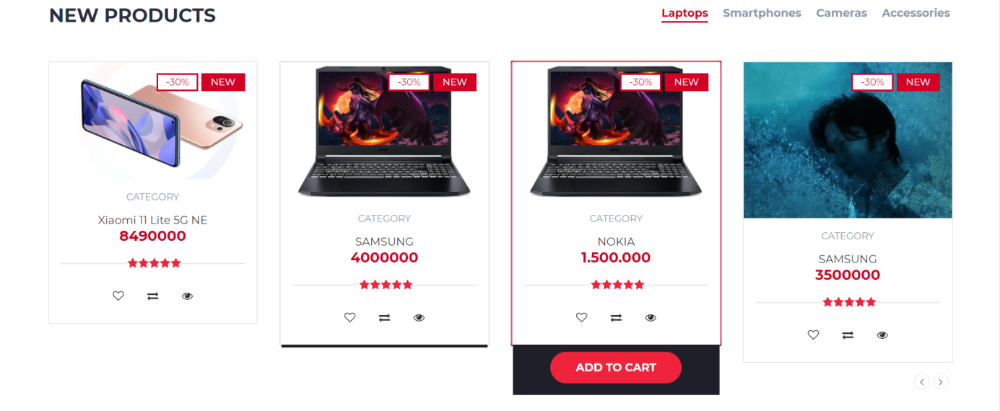 NEW PRODUCTS
Laptops Smartphones Cameras Accessories
-30% NEW
CATEGORY
Xiaomi 11 Lite 5G NE
8490000
-30% NEW
CATEGORY
SAMSUNG
4000000
-30% NEW
CATEGORY
NOKIA
1.500.000
ADD TO CART
-30% NEW
CATEGORY
SAMSUNG
3500000